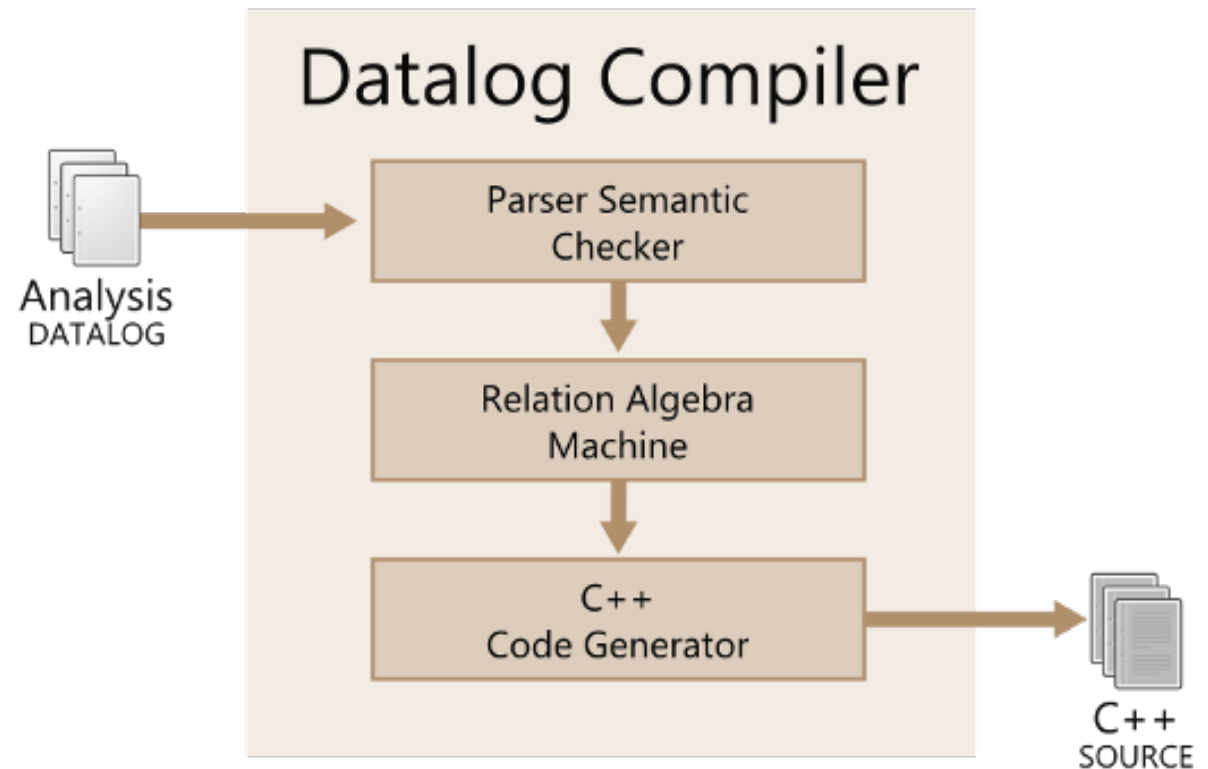 Datalog Compiler
Analysis
DATALOG
Parser Semantic
Checker
Relation Algebra
Machine
C++
Code Generator
C++
SOURCE